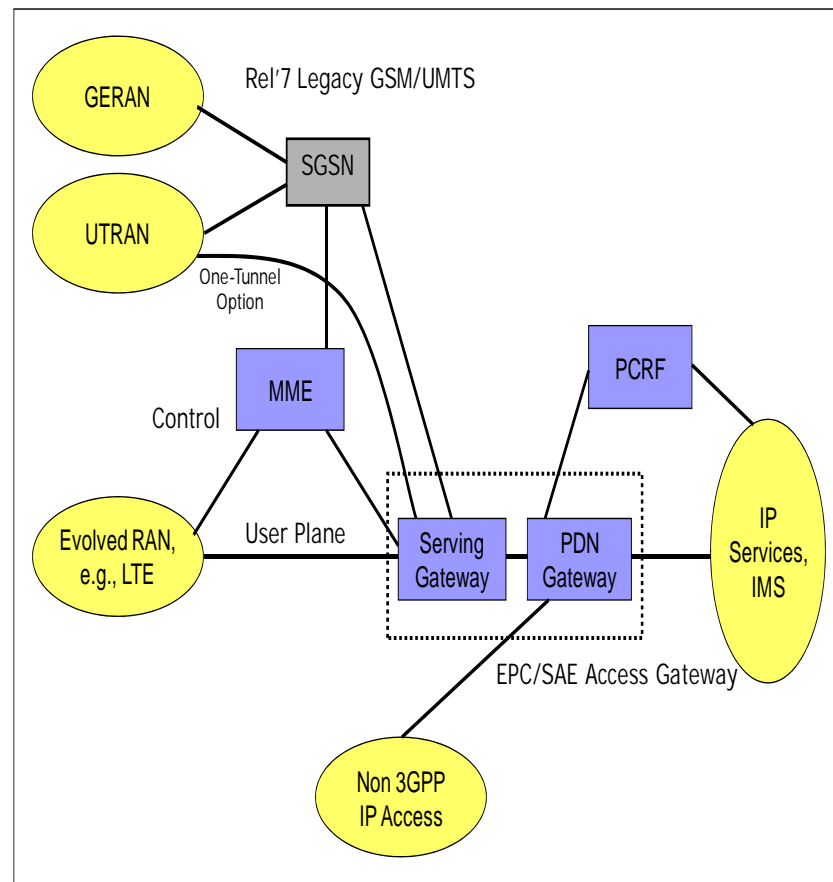 GERAN
Rel'7 Legacy GSM/UMTS
SGSN
UTRAN
One-Tunnel
Option
PCRF
MME
Control
IP
Services,
IMS
Evolved RAN,
e.g., LTE
User Plane
Serving
Gateway
PDN
Gateway
EPC/SAE Access Gateway
Non 3GPP
IP Access